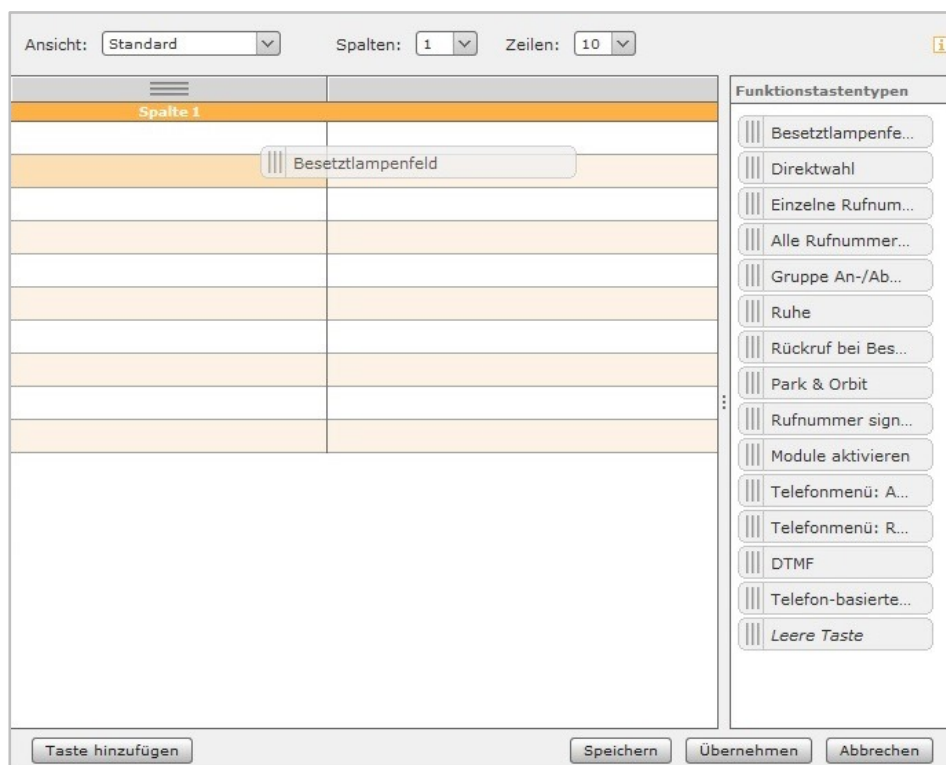 Ansicht: Standard Spalten: 1 Zeilen: 10
Spalte 1
Besetztlampenfeld
Funktionstastentypen
Besetztlampenfe...
Direktwahl
Einzelne Rufnum...
Alle Rufnummer...
Gruppe An-/Ab...
Ruhe
Rückruf bei Bes...
Park & Orbit
Rufnummer sign...
Module aktivieren
Telefonmenü: A...
Telefonmenü: R...
DTMF
Telefon-basierte...
Leere Taste
Taste hinzufügen Speichern Übernehmen Abbrechen